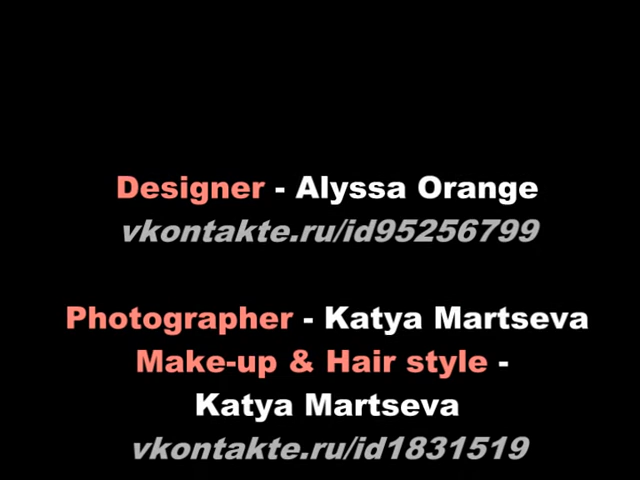 Designer - Alyssa Orange
vkontakte.ru/id95256799
Photographer - Katya Martseva
Make-up & Hair style -
Katya Martseva
vkontakte.ru/id1831519